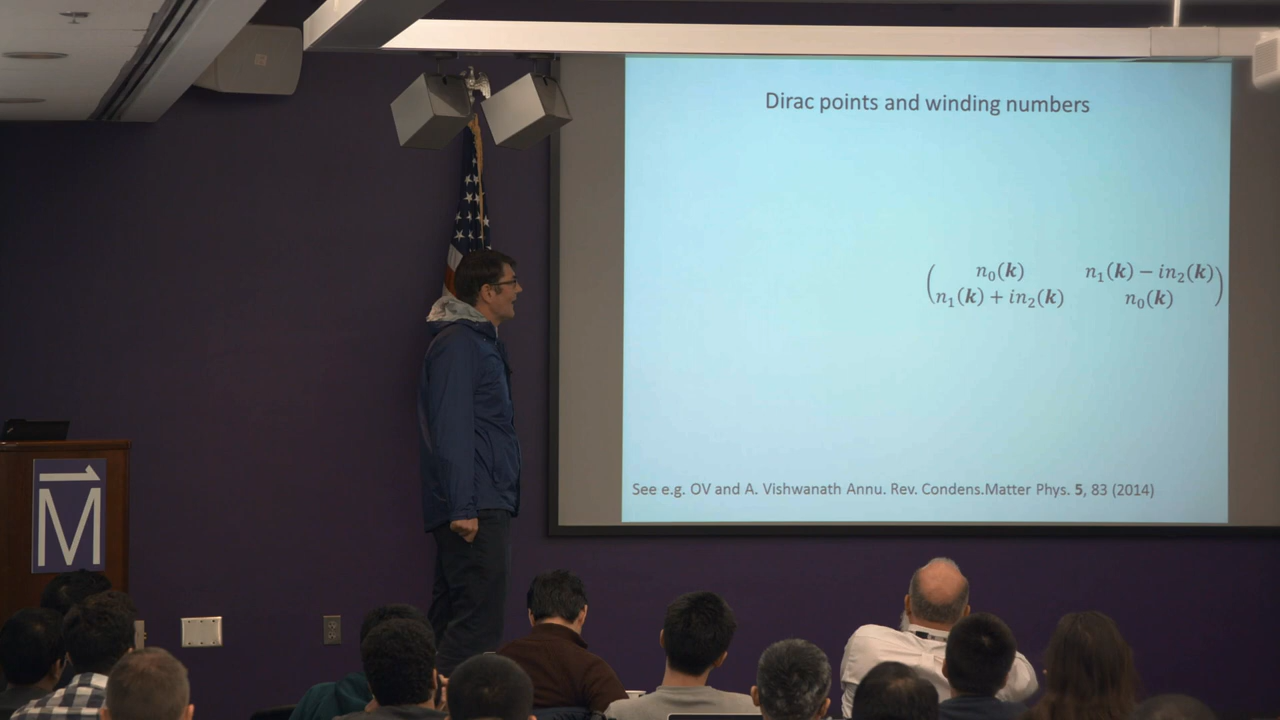 Dirac points and winding numbers
n₀(k) n₁(k) − in₂(k)
n₁(k) + in₂(k) n₀(k)
See e.g. OV and A. Vishwanath Annu. Rev. Condens.Matter Phys. 5, 83 (2014)
M